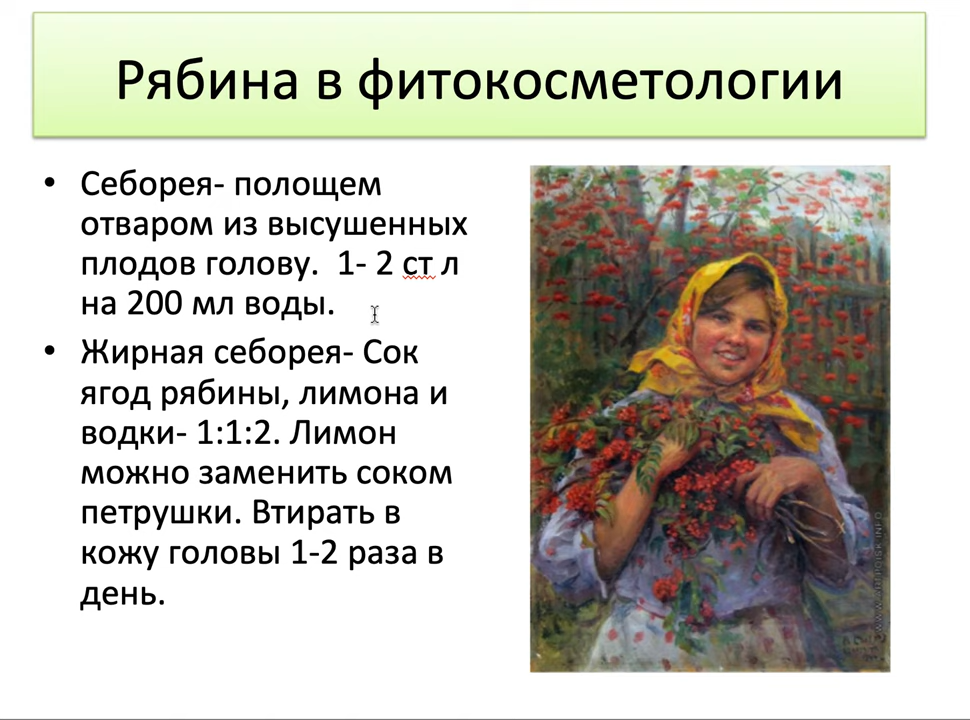 Рябина в фитокосметологии
• Себорея- полощем
отваром из высушенных
плодов голову.  1- 2 ст л
на 200 мл воды.
• Жирная себорея- Сок
ягод рябины, лимона и
водки- 1:1:2. Лимон
можно заменить соком
петрушки. Втирать в
кожу головы 1-2 раза в
день.